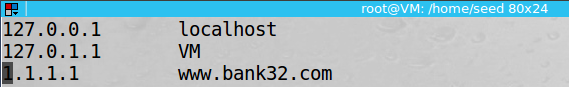 root@VM: /home/seed 80x24
127.0.0.1 localhost
127.0.1.1 VM
1.1.1.1 www.bank32.com